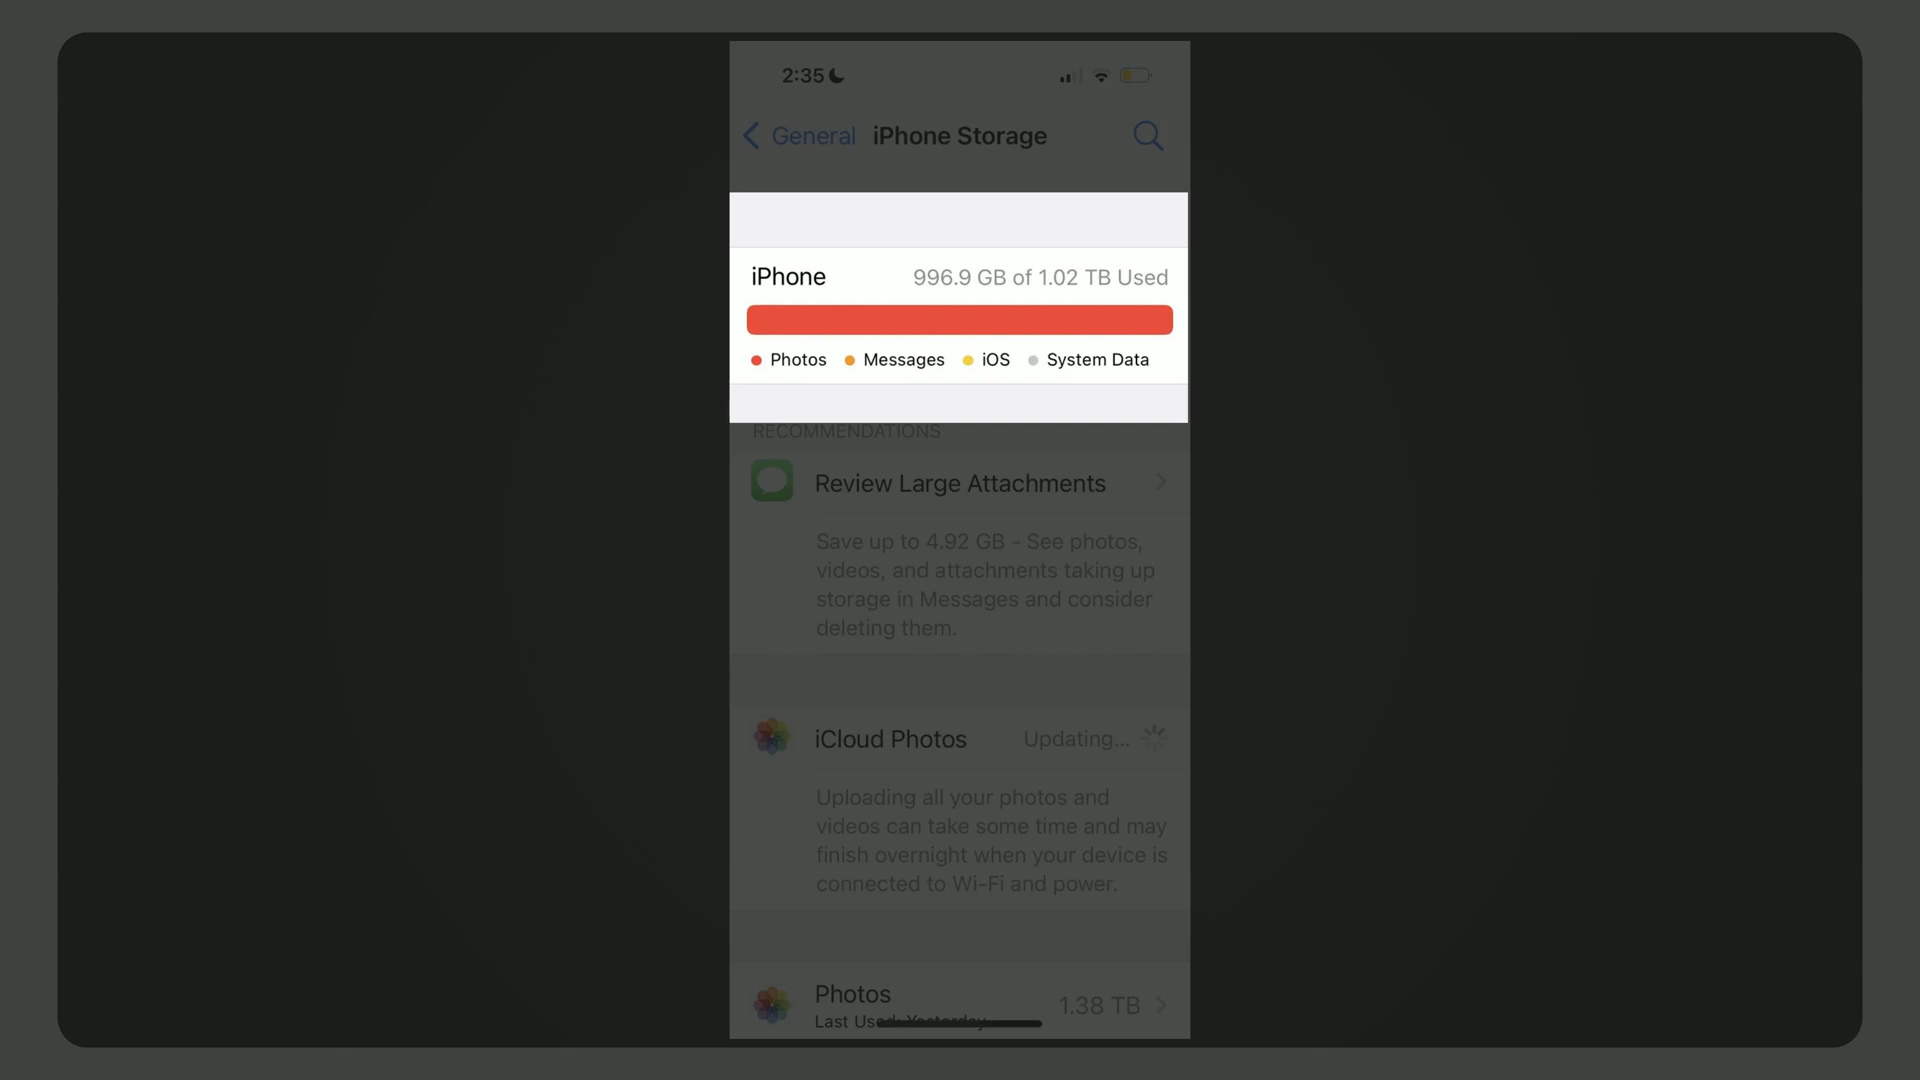 2:35
General iPhone Storage
iPhone 996.9 GB of 1.02 TB Used
Photos Messages iOS System Data
RECOMMENDATIONS
Review Large Attachments
Save up to 4.92 GB - See photos,
videos, and attachments taking up
storage in Messages and consider
deleting them.
iCloud Photos Updating...
Uploading all your photos and
videos can take some time and may
finish overnight when your device is
connected to Wi-Fi and power.
Photos 1.38 TB
Last Used: Yesterday